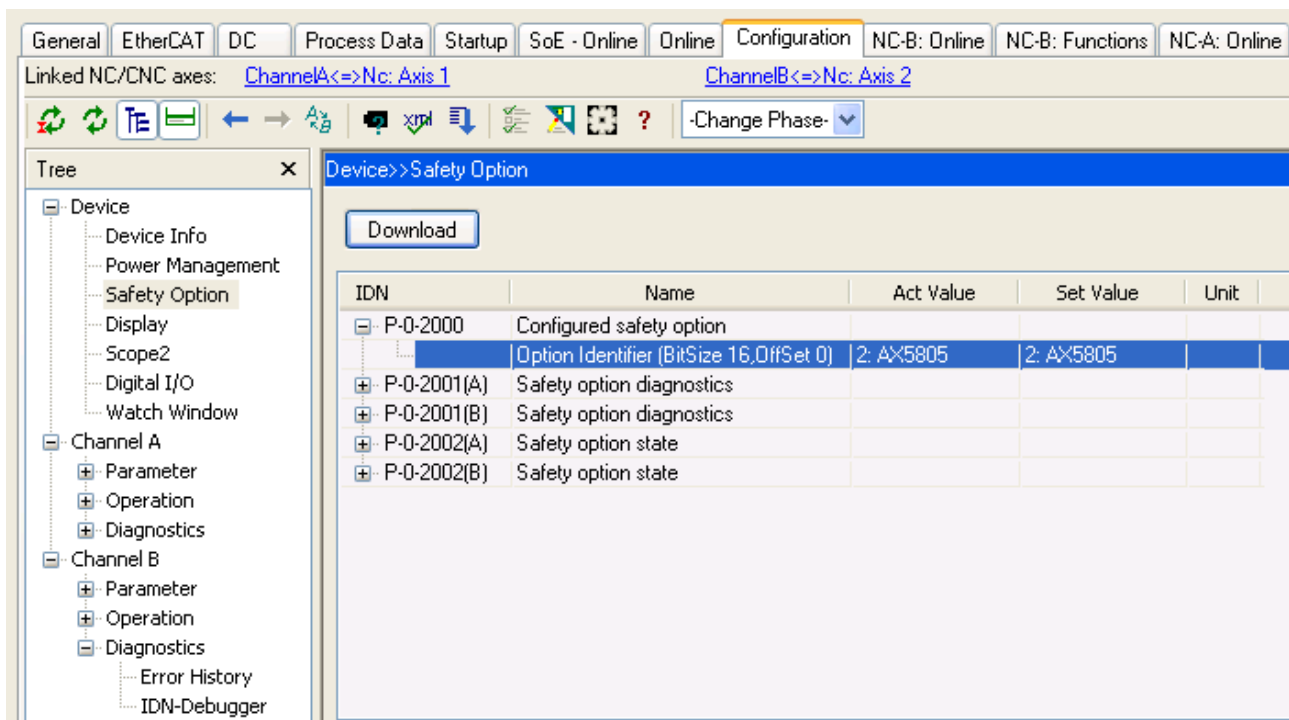 General EtherCAT DC Process Data Startup SoE - Online Online Configuration NC-B: Online NC-B: Functions NC-A: Online
Linked NC/CNC axes: ChannelA<=>Nc: Axis 1 ChannelB<=>Nc: Axis 2
-Change Phase-
Tree
Device
Device Info
Power Management
Safety Option
Display
Scope2
Digital I/O
Watch Window
Channel A
Parameter
Operation
Diagnostics
Channel B
Parameter
Operation
Diagnostics
Error History
IDN-Debugger
Device>>Safety Option
Download
IDN Name Act Value Set Value Unit
P-0-2000 Configured safety option
Option Identifier (BitSize 16,OffSet 0) 2: AX5805 2: AX5805
P-0-2001(A) Safety option diagnostics
P-0-2001(B) Safety option diagnostics
P-0-2002(A) Safety option state
P-0-2002(B) Safety option state